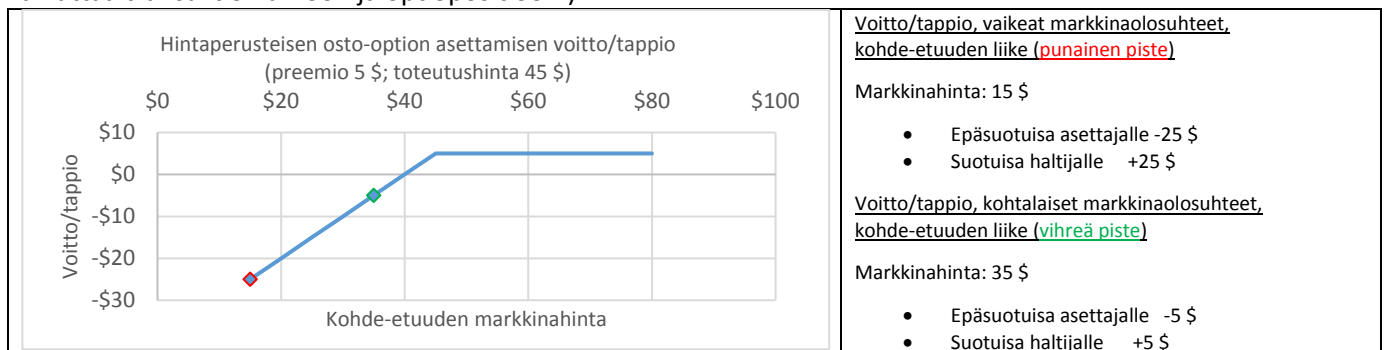 Hintaperusteisen osto-option asettamisen voitto/tappio
(preemio 5 $; toteutushinta 45 $)
$0 $20 $40 $60 $80 $100
$10
$0
-$10
-$20
-$30
Voitto/tappio
Kohde-etuuden markkinahinta
Voitto/tappio, vaikeat markkinaolosuhteet,
kohde-etuuden liike (punainen piste)
Markkinahinta: 15 $
• Epäsuotuisa asettajalle -25 $
• Suotuisa haltijalle +25 $
Voitto/tappio, kohtalaiset markkinaolosuhteet,
kohde-etuuden liike (vihreä piste)
Markkinahinta: 35 $
• Epäsuotuisa asettajalle -5 $
• Suotuisa haltijalle +5 $